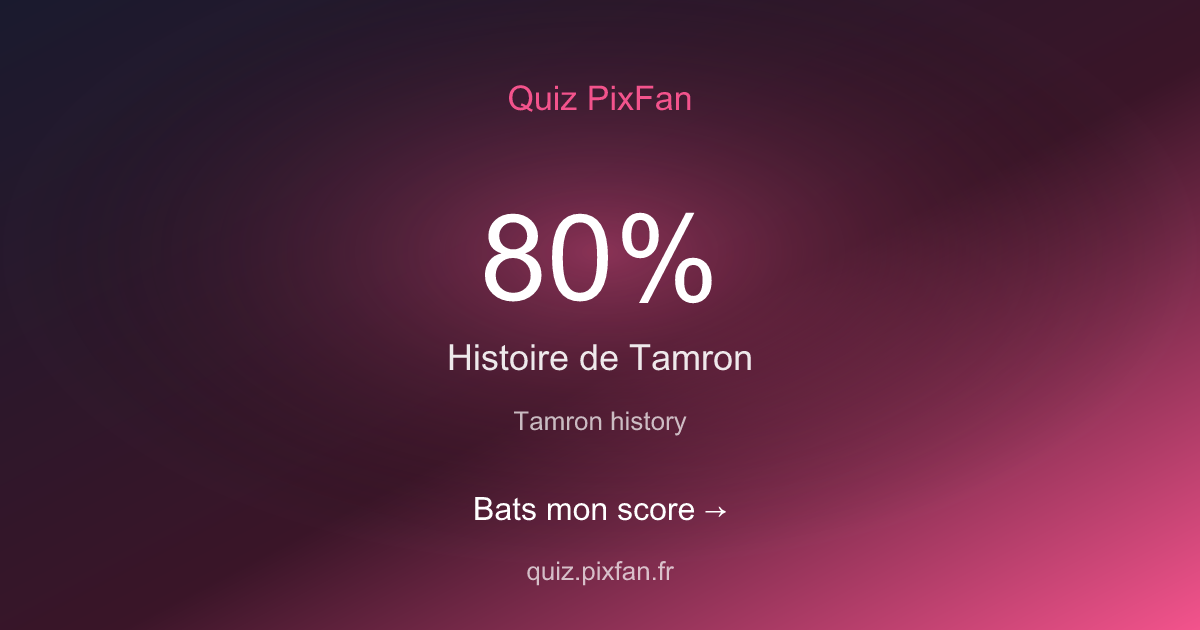 Quiz PixFan
80%
Histoire de Tamron
Tamron history
Bats mon score →
quiz.pixfan.fr